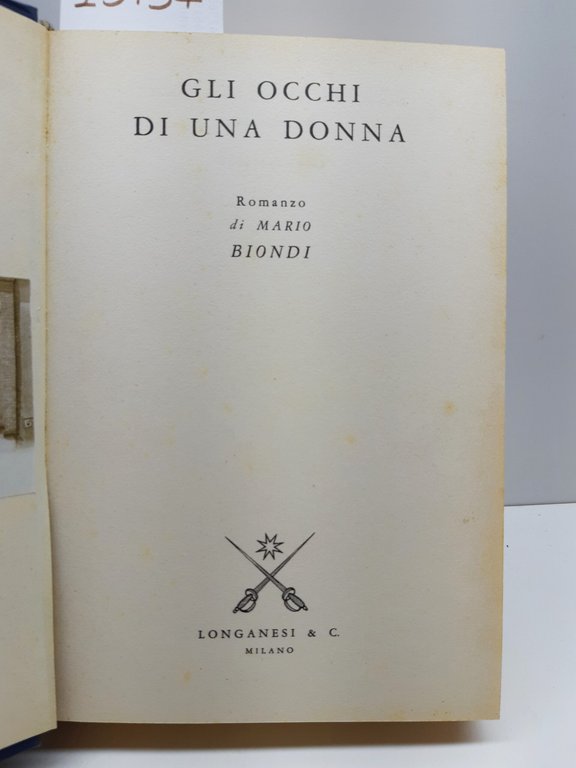 GLI OCCHI
DI UNA DONNA
Romanzo
di MARIO
BIONDI
LONGANESI & C.
MILANO